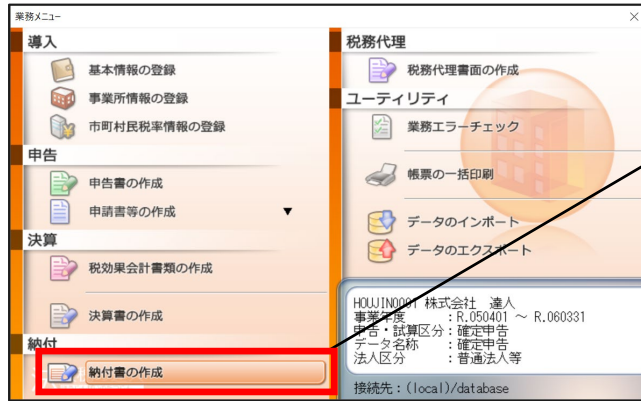 業務メニュー
導入
基本情報の登録
事業所情報の登録
市町村民税率情報の登録
申告
申告書の作成
申請書等の作成 ▼
決算
税効果会計書類の作成
決算書の作成
納付
納付書の作成
税務代理
税務代理書面の作成
ユーティリティ
業務エラーチェック
帳票の一括印刷
データのインポート
データのエクスポート
HOUJIN0001 株式会社 達人
事業年度 :R.050401 ~ R.060331
申告・試算区分:確定申告
データ名称 :確定申告
法人区分 :普通法人等
接続先:(local)/database